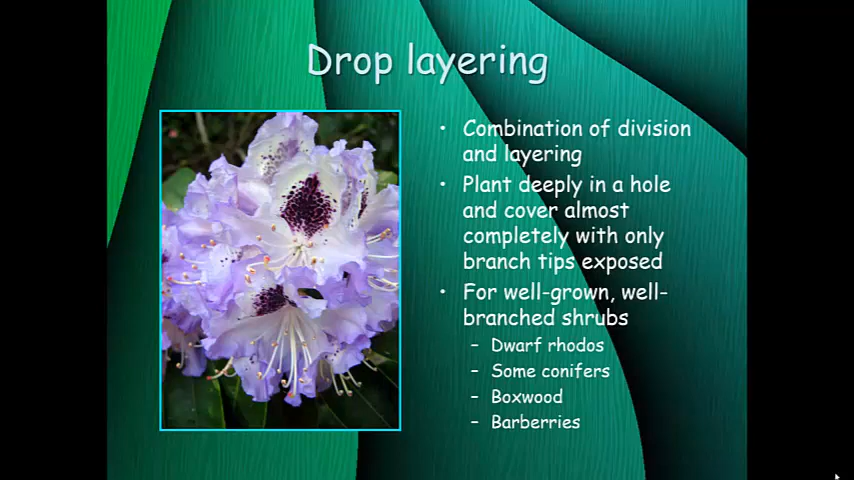 Drop layering
• Combination of division
and layering
• Plant deeply in a hole
and cover almost
completely with only
branch tips exposed
• For well-grown, well-
branched shrubs
– Dwarf rhodos
– Some conifers
– Boxwood
– Barberries